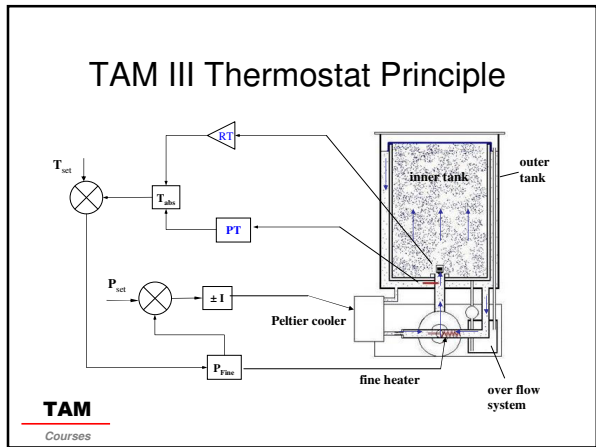 TAM III Thermostat Principle
RT
T set
T abs
inner tank
outer
tank
PT
P set
± I
Peltier cooler
P Fine
fine heater
over flow
system
TAM
Courses